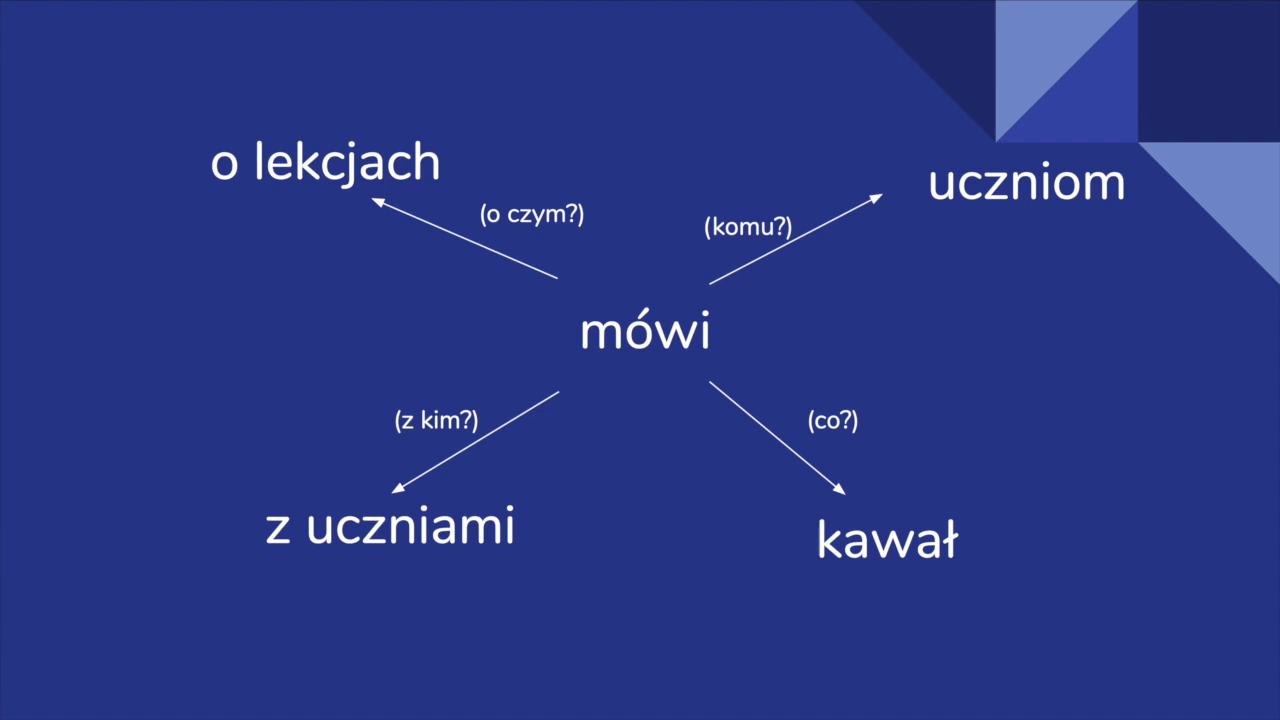 o lekcjach
uczniom
(o czym?)
(komu?)
mówi
(z kim?)
(co?)
z uczniami
kawał